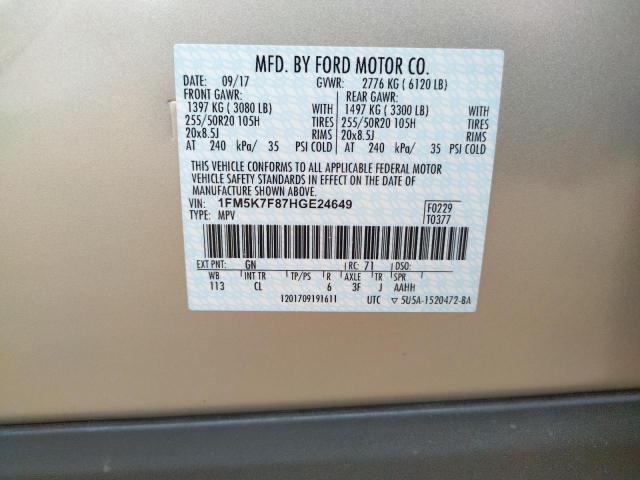 MFD. BY FORD MOTOR CO.
DATE: 09/17 GVWR: 2776 KG ( 6120 LB)
FRONT GAWR: REAR GAWR:
1397 KG ( 3080 LB) WITH 1497 KG ( 3300 LB) WITH
255/50R20 105H TIRES 255/50R20 105H TIRES
20x8.5J RIMS 20x8.5J RIMS
AT 240 kPa/ 35 PSI COLD AT 240 kPa/ 35 PSI COLD
THIS VEHICLE CONFORMS TO ALL APPLICABLE FEDERAL MOTOR
VEHICLE SAFETY STANDARDS IN EFFECT ON THE DATE OF
MANUFACTURE SHOWN ABOVE.
VIN: 1FM5K7F87HGE24649 F0229
TYPE: MPV T0377
EXT PNT: GN RC: 71 DSO:
WB INT TR TP/PS R AXLE TR SPR
113 CL 6 3F J AAHH
1201709191611 UTC ▽ 5U5A-1520472-BA